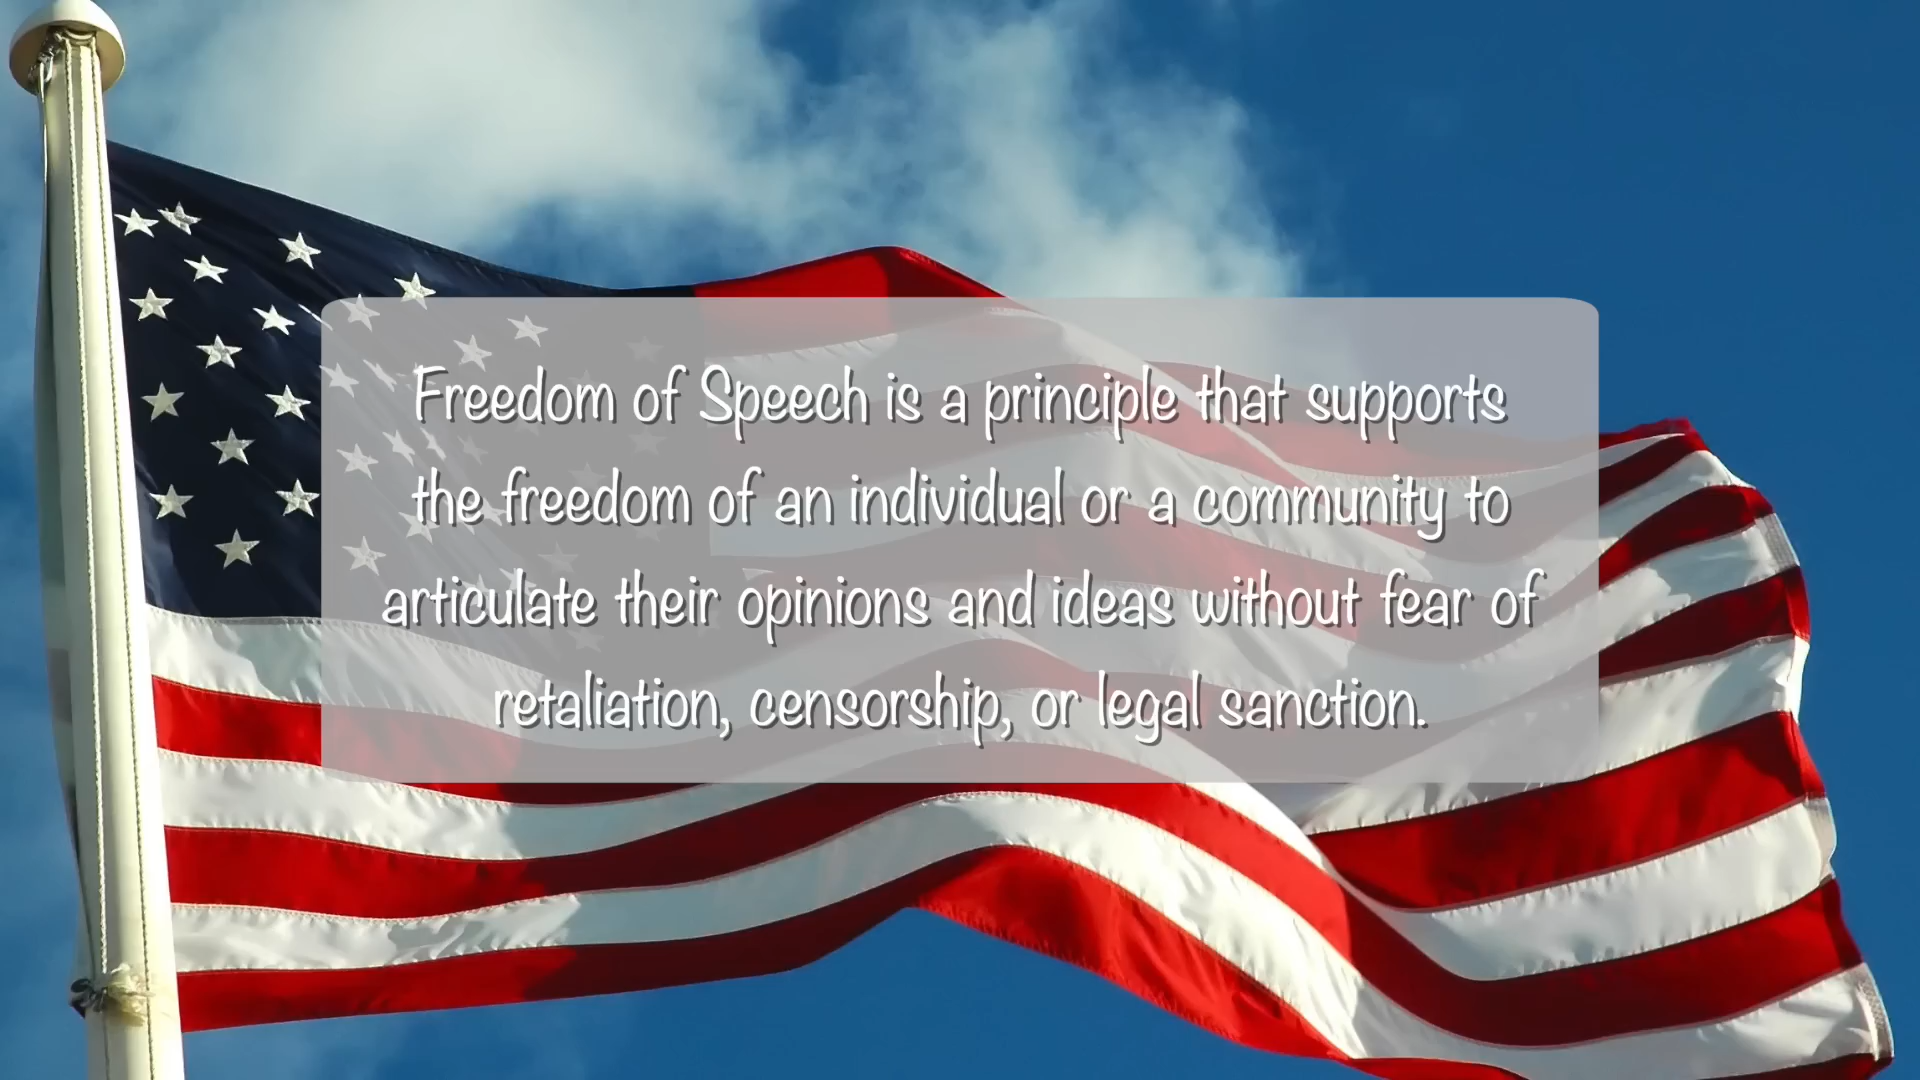 Freedom of Speech is a principle that supports
the freedom of an individual or a community to
articulate their opinions and ideas without fear of
retaliation, censorship, or legal sanction.